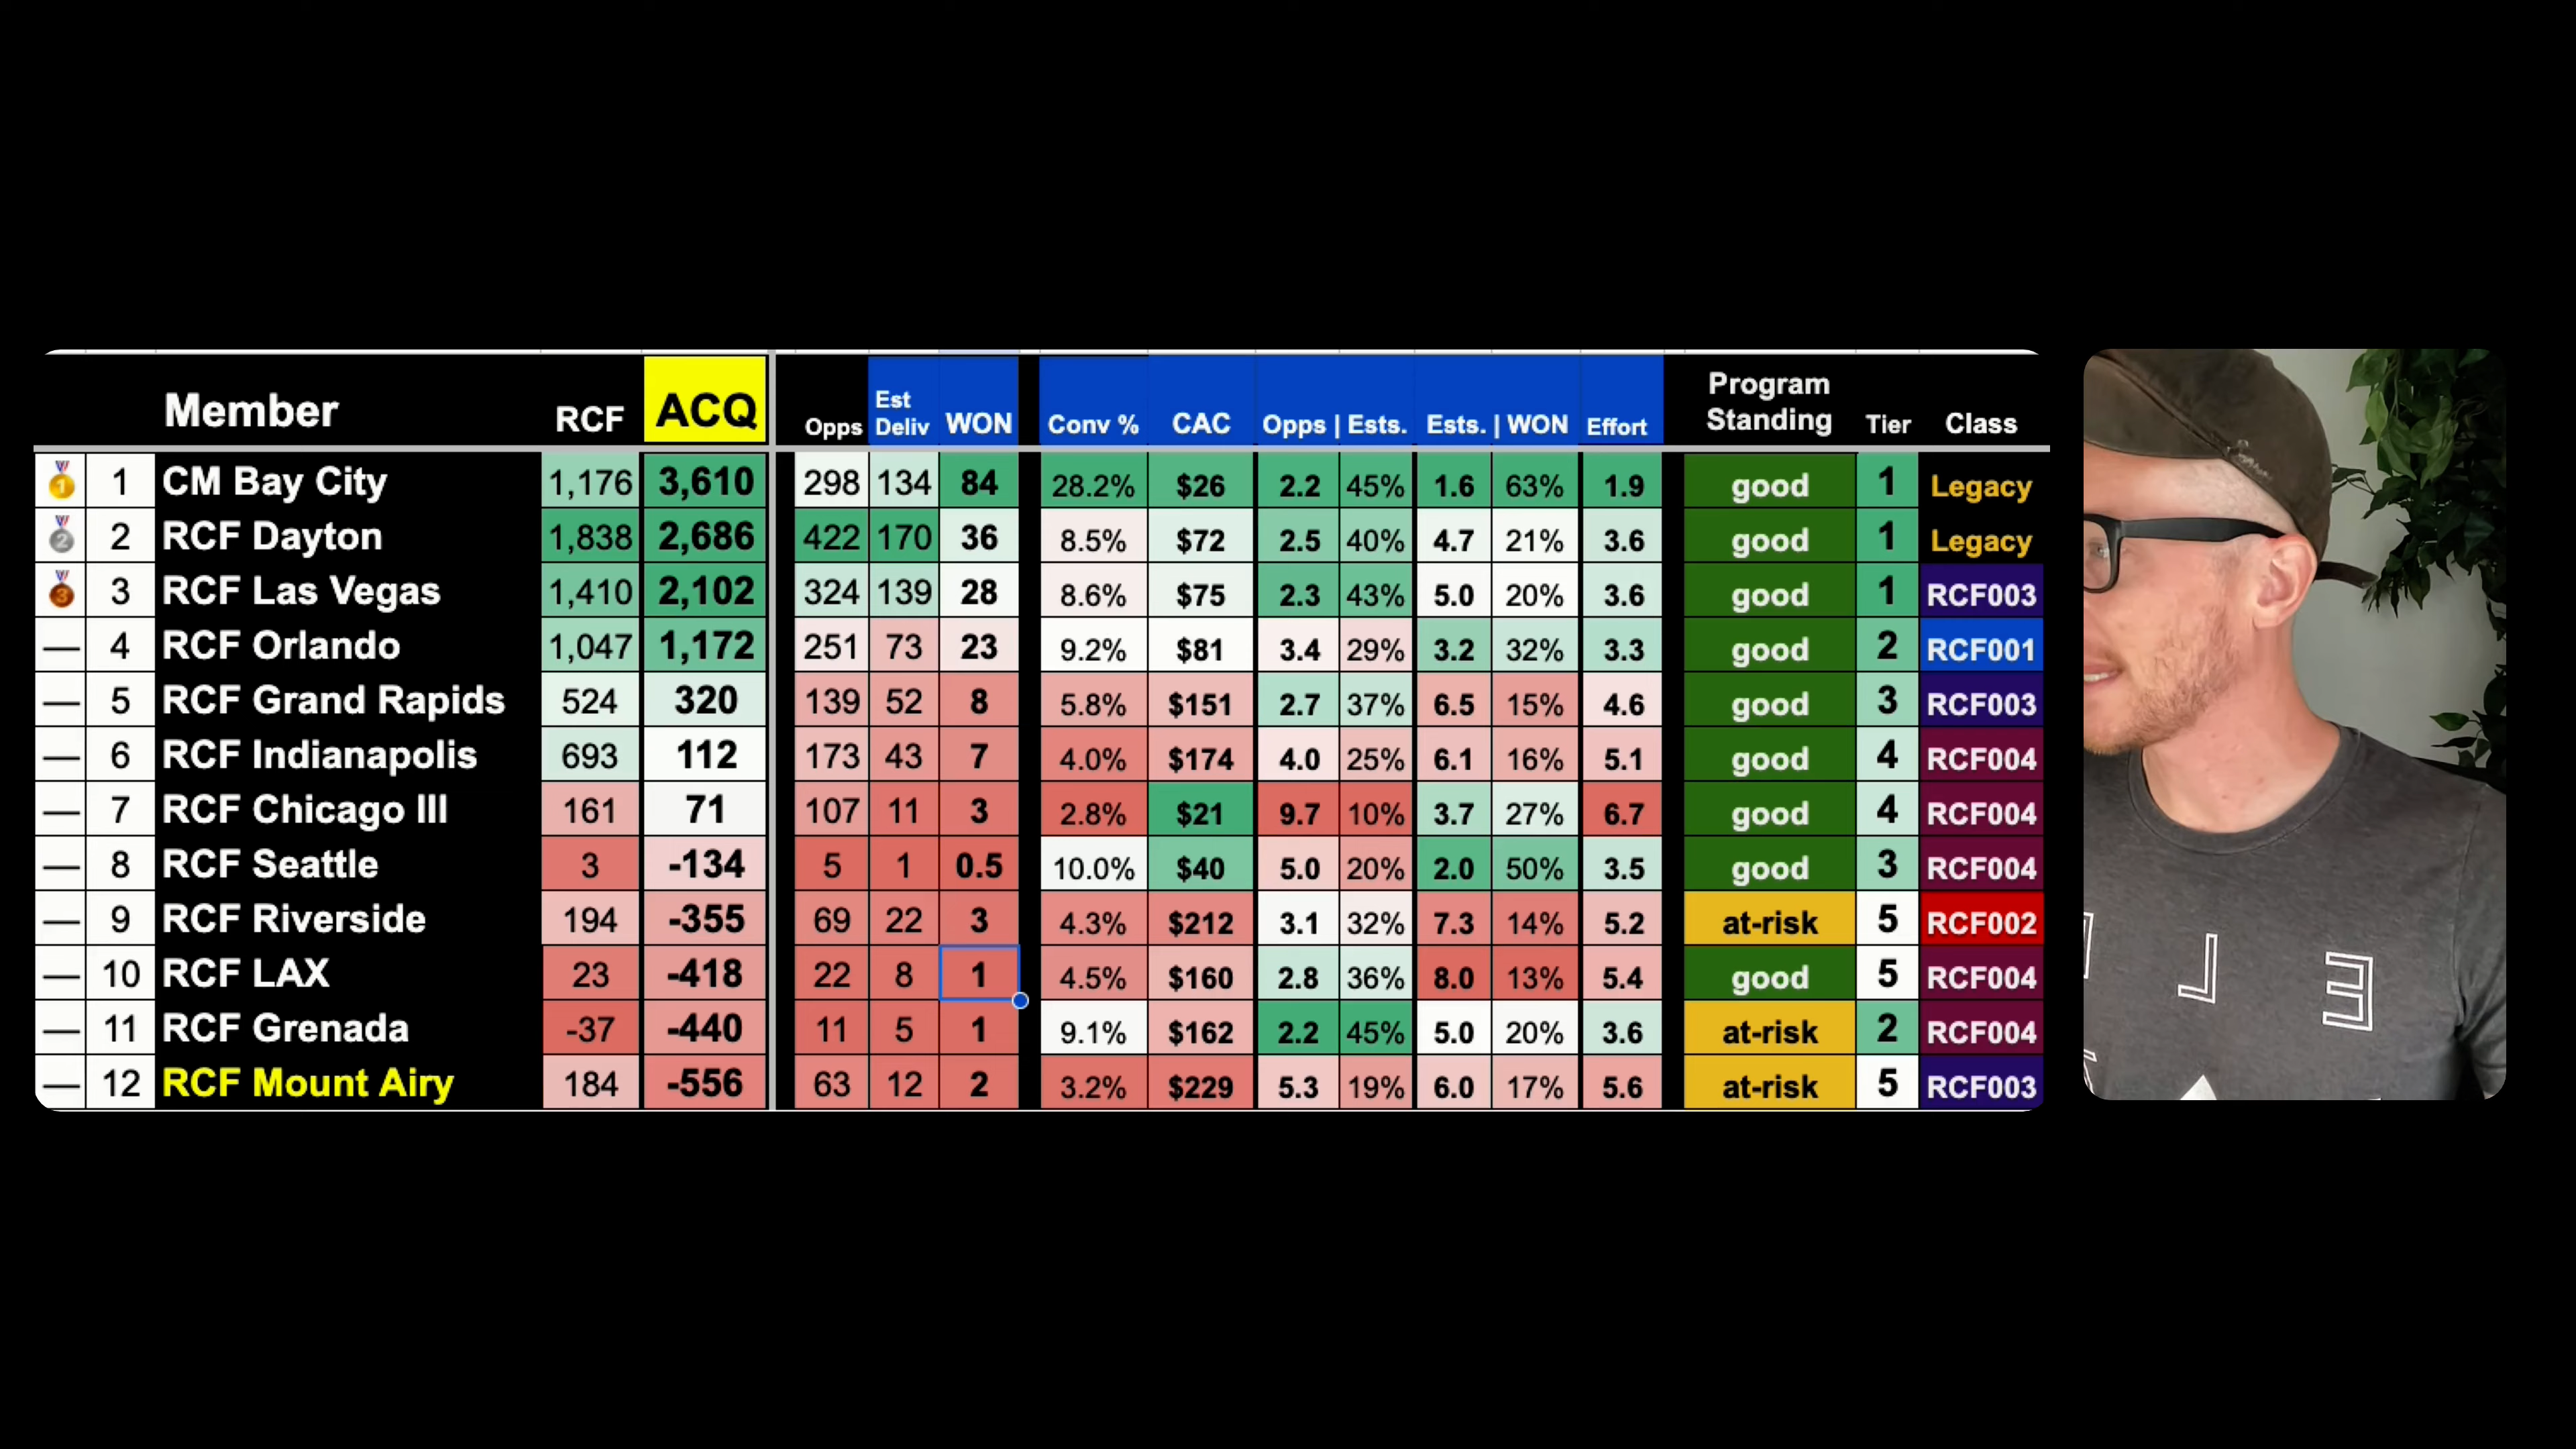 Member RCF ACQ Opps Est Deliv WON Conv % CAC Opps | Ests. Ests. | WON Effort Program Standing Tier Class
1 1 CM Bay City 1,176 3,610 298 134 84 28.2% $26 2.2 45% 1.6 63% 1.9 good 1 Legacy
2 2 RCF Dayton 1,838 2,686 422 170 36 8.5% $72 2.5 40% 4.7 21% 3.6 good 1 Legacy
3 3 RCF Las Vegas 1,410 2,102 324 139 28 8.6% $75 2.3 43% 5.0 20% 3.6 good 1 RCF003
— 4 RCF Orlando 1,047 1,172 251 73 23 9.2% $81 3.4 29% 3.2 32% 3.3 good 2 RCF001
— 5 RCF Grand Rapids 524 320 139 52 8 5.8% $151 2.7 37% 6.5 15% 4.6 good 3 RCF003
— 6 RCF Indianapolis 693 112 173 43 7 4.0% $174 4.0 25% 6.1 16% 5.1 good 4 RCF004
— 7 RCF Chicago III 161 71 107 11 3 2.8% $21 9.7 10% 3.7 27% 6.7 good 4 RCF004
— 8 RCF Seattle 3 -134 5 1 0.5 10.0% $40 5.0 20% 2.0 50% 3.5 good 3 RCF004
— 9 RCF Riverside 194 -355 69 22 3 4.3% $212 3.1 32% 7.3 14% 5.2 at-risk 5 RCF002
— 10 RCF LAX 23 -418 22 8 1 4.5% $160 2.8 36% 8.0 13% 5.4 good 5 RCF004
— 11 RCF Grenada -37 -440 11 5 1 9.1% $162 2.2 45% 5.0 20% 3.6 at-risk 2 RCF004
— 12 RCF Mount Airy 184 -556 63 12 2 3.2% $229 5.3 19% 6.0 17% 5.6 at-risk 5 RCF003